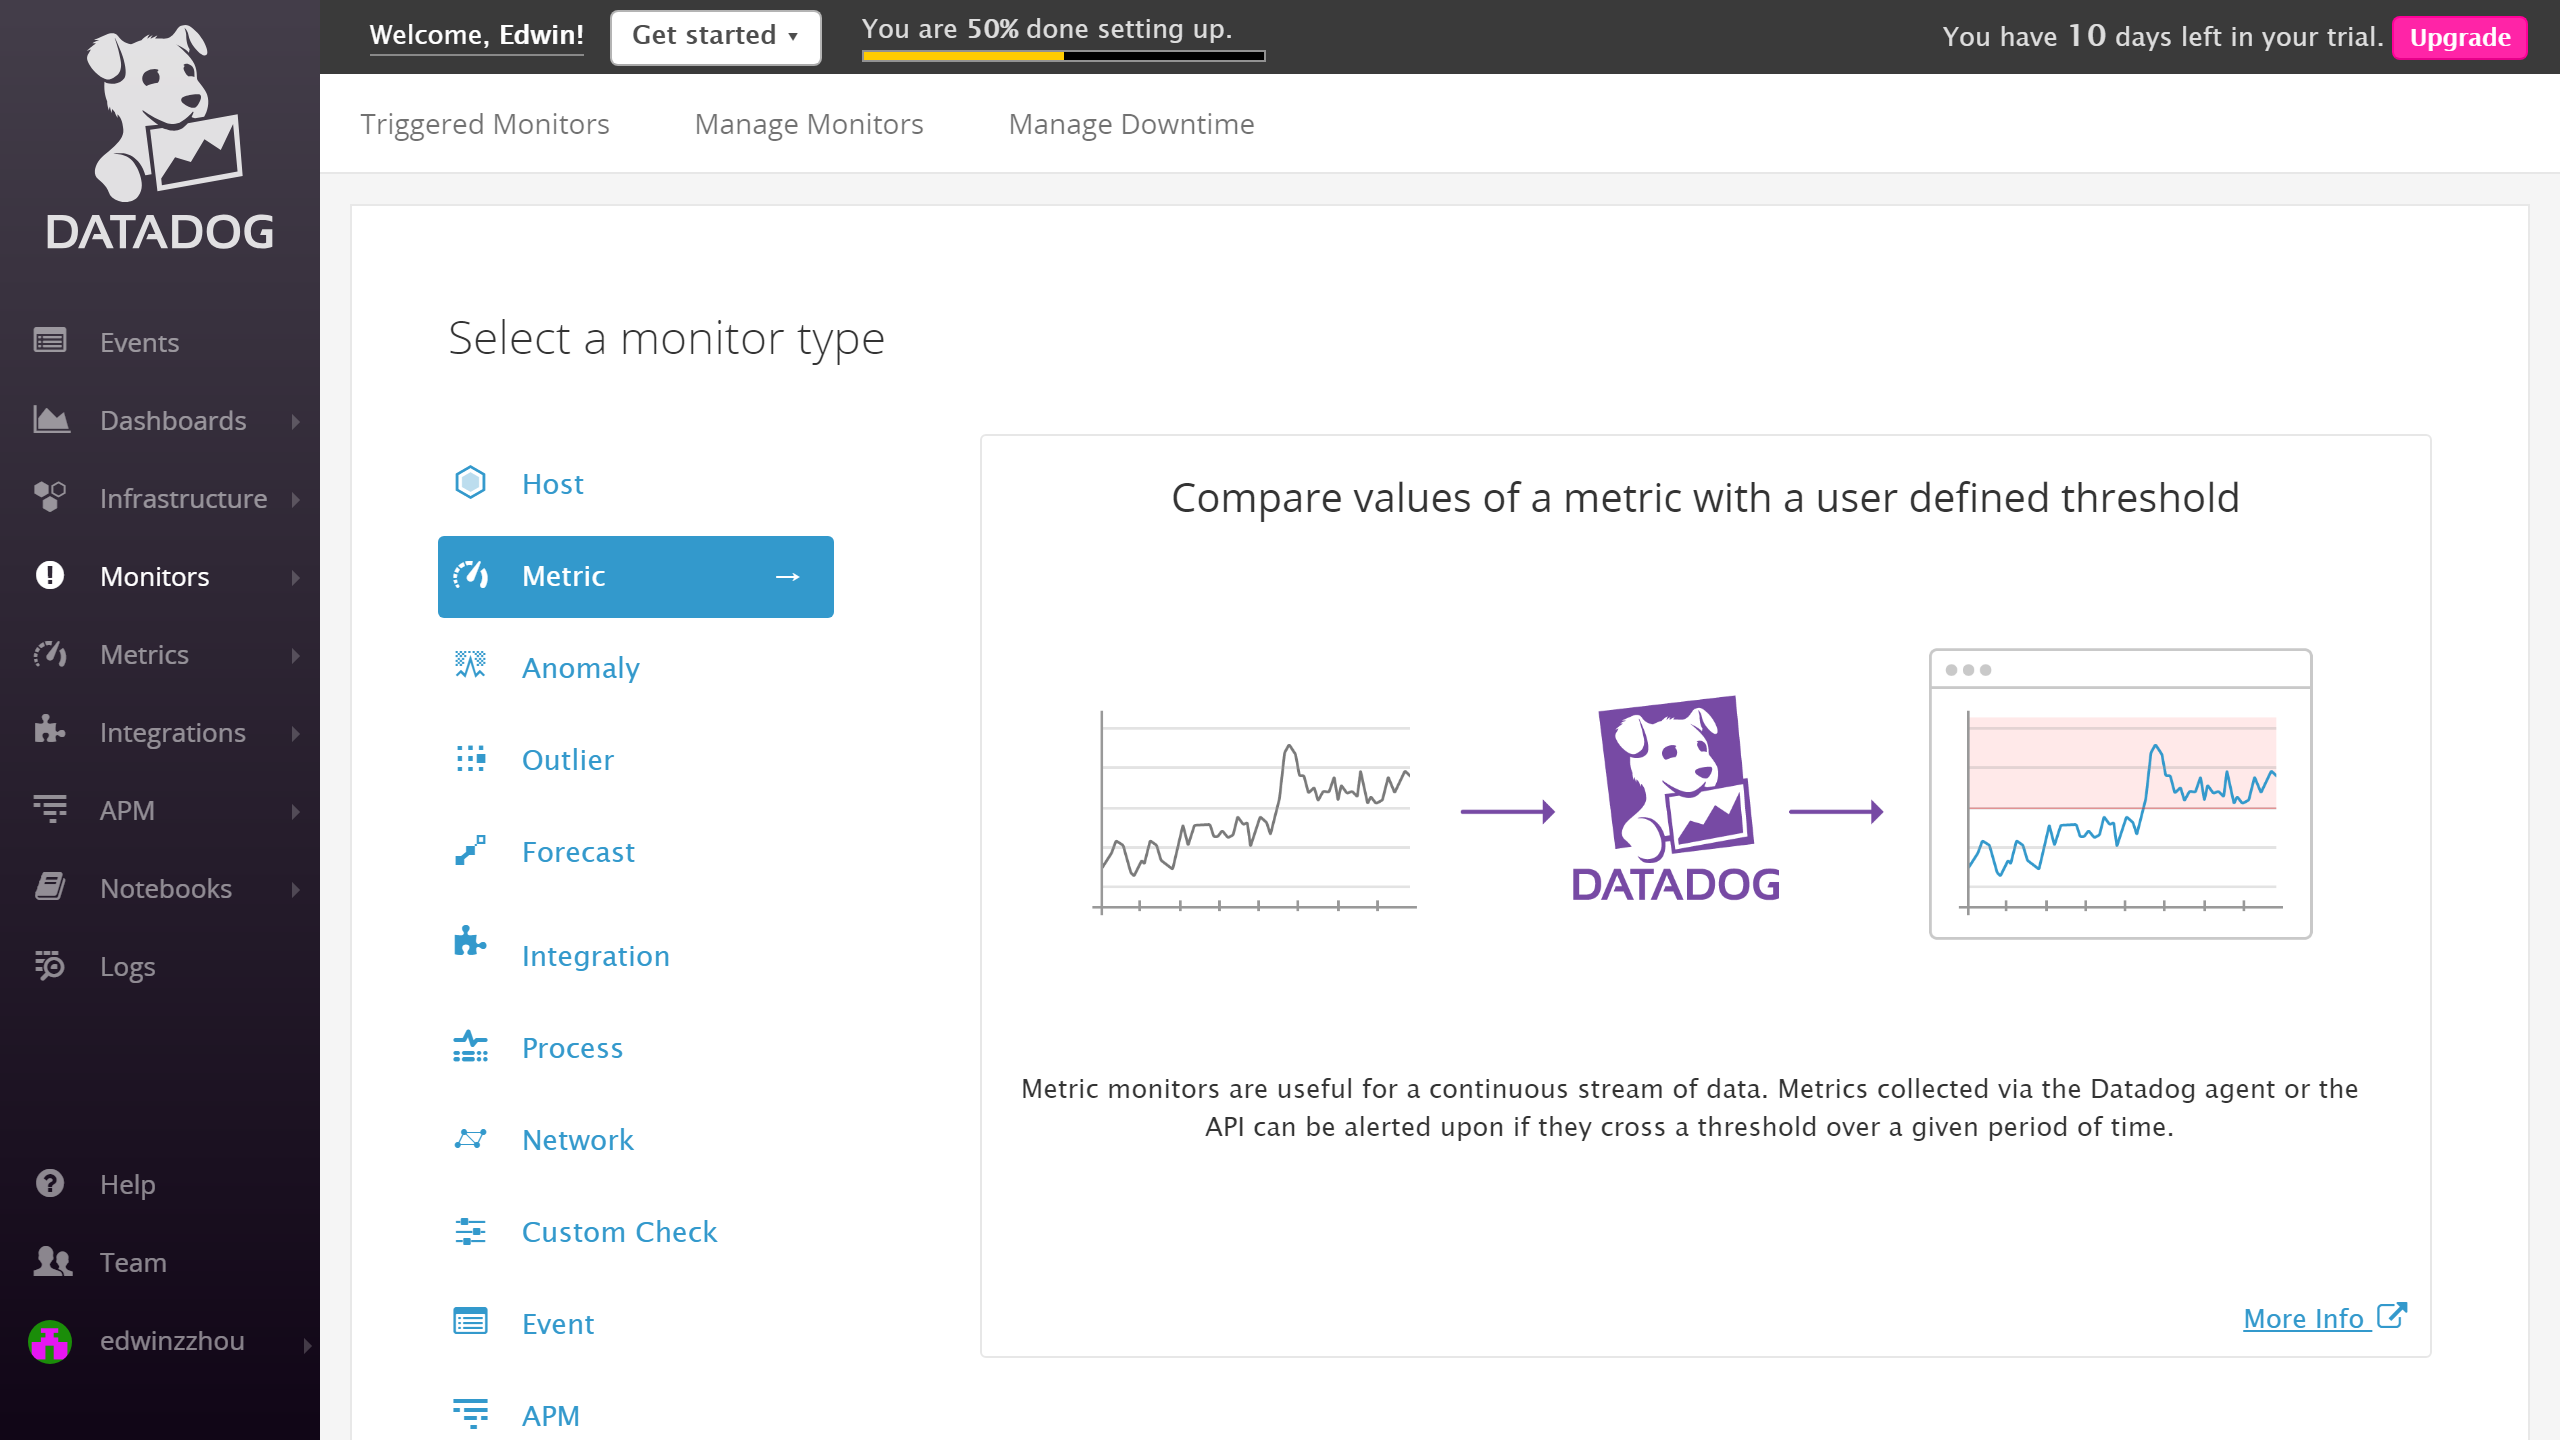 DATADOG
Events
Dashboards
Infrastructure
Monitors
Metrics
Integrations
APM
Notebooks
Logs
Help
Team
edwinzzhou
Welcome, Edwin!
Get started
You are 50% done setting up.
You have 10 days left in your trial.
Upgrade
Triggered Monitors
Manage Monitors
Manage Downtime
Select a monitor type
Host
Metric
Anomaly
Outlier
Forecast
Integration
Process
Network
Custom Check
Event
APM
Compare values of a metric with a user defined threshold
DATADOG
Metric monitors are useful for a continuous stream of data. Metrics collected via the Datadog agent or the
API can be alerted upon if they cross a threshold over a given period of time.
More Info